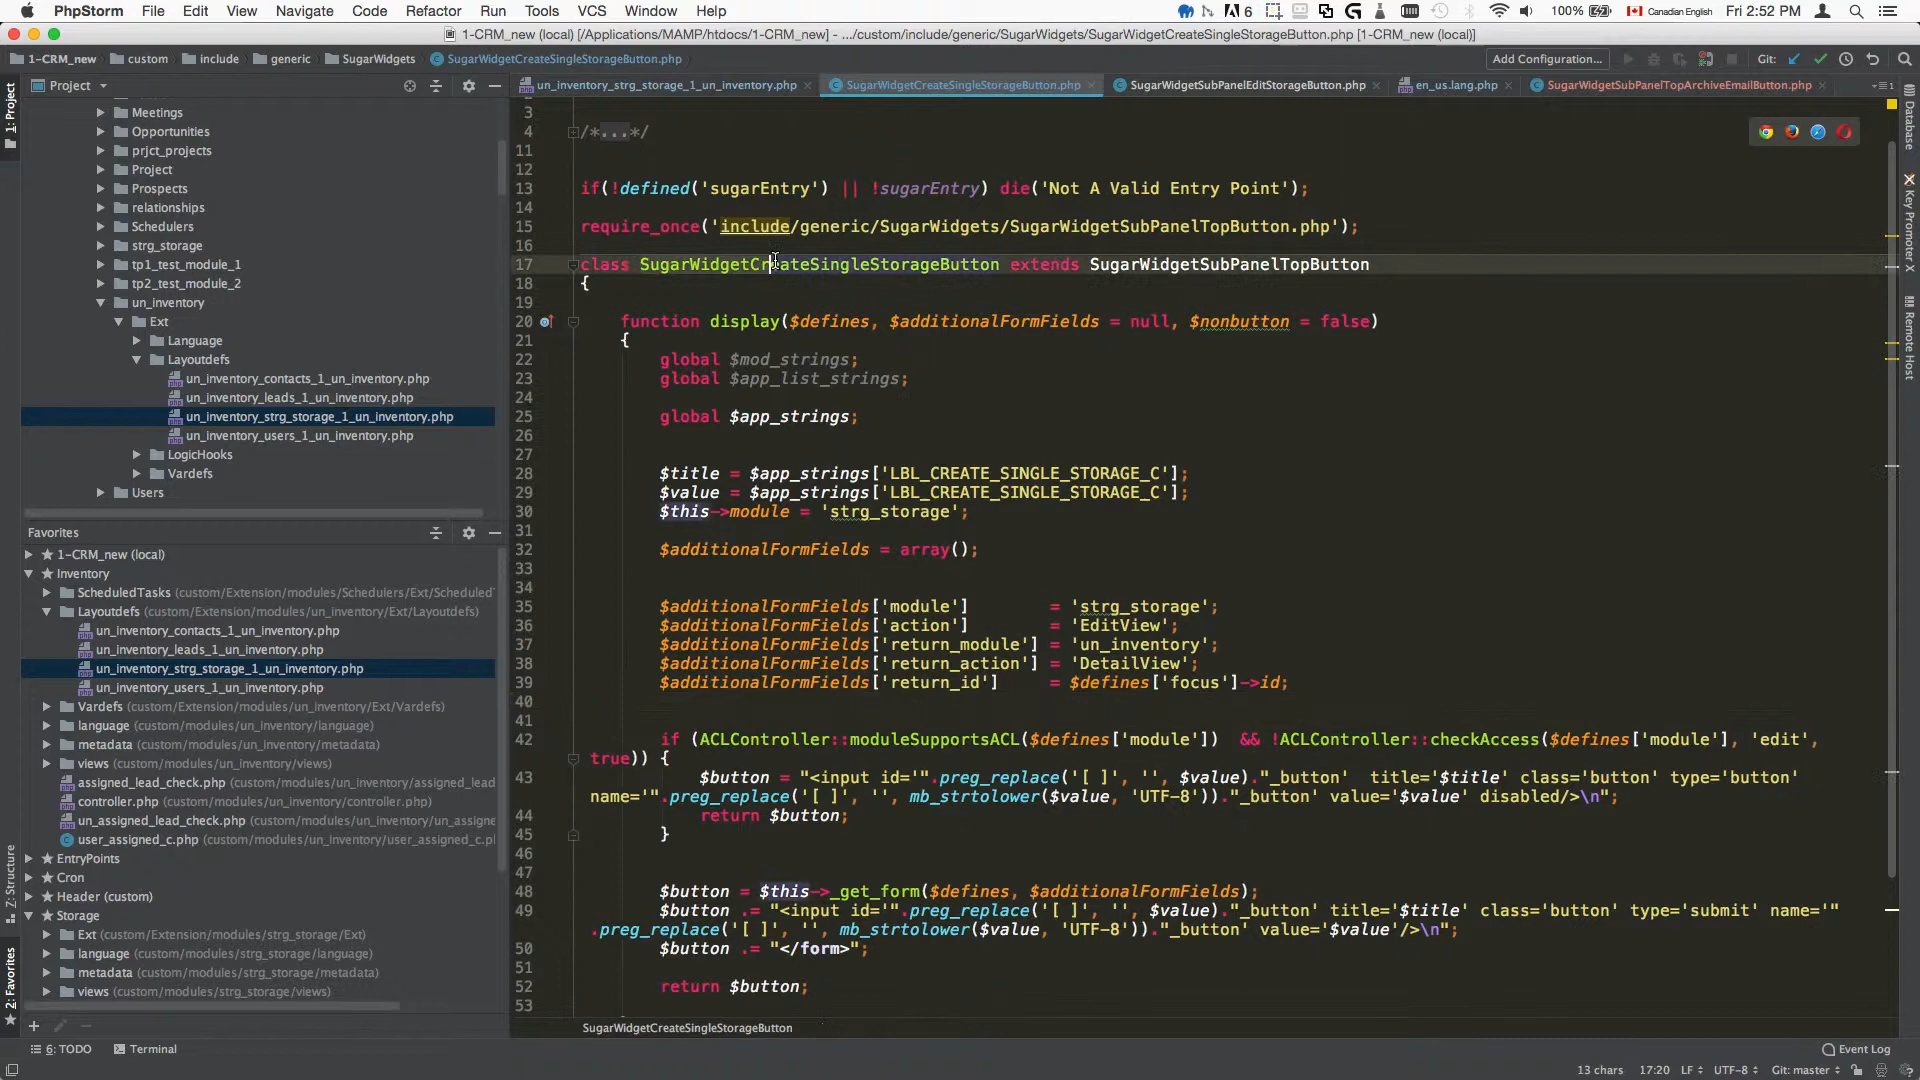 PhpStorm File Edit View Navigate Code Refactor Run Tools VCS Window Help
6 100% Canadian English Fri 2:52 PM
1-CRM_new (local) [/Applications/MAMP/htdocs/1-CRM_new] - .../custom/include/generic/SugarWidgets/SugarWidgetCreateSingleStorageButton.php [1-CRM_new (local)]
1-CRM_new custom include generic SugarWidgets SugarWidgetCreateSingleStorageButton.php Add Configuration... Git:
Project
un_inventory_strg_storage_1_un_inventory.php SugarWidgetCreateSingleStorageButton.php SugarWidgetSubPanelEditStorageButton.php en_us.lang.php SugarWidgetSubPanelTopArchiveEmailButton.php
1: Project
Meetings
Opportunities
prjct_projects
Project
Prospects
relationships
Schedulers
strg_storage
tp1_test_module_1
tp2_test_module_2
un_inventory
Ext
Language
Layoutdefs
un_inventory_contacts_1_un_inventory.php
un_inventory_leads_1_un_inventory.php
un_inventory_strg_storage_1_un_inventory.php
un_inventory_users_1_un_inventory.php
LogicHooks
Vardefs
Users
Favorites
1-CRM_new (local)
Inventory
ScheduledTasks (custom/Extension/modules/Schedulers/Ext/Scheduled
Layoutdefs (custom/Extension/modules/un_inventory/Ext/Layoutdefs)
un_inventory_contacts_1_un_inventory.php
un_inventory_leads_1_un_inventory.php
un_inventory_strg_storage_1_un_inventory.php
un_inventory_users_1_un_inventory.php
Vardefs (custom/Extension/modules/un_inventory/Ext/Vardefs)
language (custom/modules/un_inventory/language)
metadata (custom/modules/un_inventory/metadata)
views (custom/modules/un_inventory/views)
assigned_lead_check.php (custom/modules/un_inventory/assigned_lead
controller.php (custom/modules/un_inventory/controller.php)
un_assigned_lead_check.php (custom/modules/un_inventory/un_assigne
user_assigned_c.php (custom/modules/un_inventory/user_assigned_c.pl
EntryPoints
Cron
Header (custom)
Storage
Ext (custom/Extension/modules/strg_storage/Ext)
language (custom/modules/strg_storage/language)
metadata (custom/modules/strg_storage/metadata)
views (custom/modules/strg_storage/views)
Z: Structure
2: Favorites
3
4 /*...*/
11
12
13 if(!defined('sugarEntry') || !sugarEntry) die('Not A Valid Entry Point');
14
15 require_once('include/generic/SugarWidgets/SugarWidgetSubPanelTopButton.php');
16
17 class SugarWidgetCreateSingleStorageButton extends SugarWidgetSubPanelTopButton
18 {
19
20 function display($defines, $additionalFormFields = null, $nonbutton = false)
21 {
22 global $mod_strings;
23 global $app_list_strings;
24
25 global $app_strings;
26
27
28 $title = $app_strings['LBL_CREATE_SINGLE_STORAGE_C'];
29 $value = $app_strings['LBL_CREATE_SINGLE_STORAGE_C'];
30 $this->module = 'strg_storage';
31
32 $additionalFormFields = array();
33
34
35 $additionalFormFields['module'] = 'strg_storage';
36 $additionalFormFields['action'] = 'EditView';
37 $additionalFormFields['return_module'] = 'un_inventory';
38 $additionalFormFields['return_action'] = 'DetailView';
39 $additionalFormFields['return_id'] = $defines['focus']->id;
40
41
42 if (ACLController::moduleSupportsACL($defines['module']) && !ACLController::checkAccess($defines['module'], 'edit',
true)) {
43 $button = "<input id='".preg_replace('[ ]', '', $value)."_button' title='$title' class='button' type='button'
name='".preg_replace('[ ]', '', mb_strtolower($value, 'UTF-8'))."_button' value='$value' disabled/>\n";
44 return $button;
45 }
46
47
48 $button = $this->_get_form($defines, $additionalFormFields);
49 $button .= "<input id='".preg_replace('[ ]', '', $value)."_button' title='$title' class='button' type='submit' name='"
.preg_replace('[ ]', '', mb_strtolower($value, 'UTF-8'))."_button' value='$value'/>\n";
50 $button .= "</form>";
51
52 return $button;
53
SugarWidgetCreateSingleStorageButton
Database
Key Promoter X
Remote Host
6: TODO Terminal Event Log
13 chars 17:20 LF UTF-8 Git: master